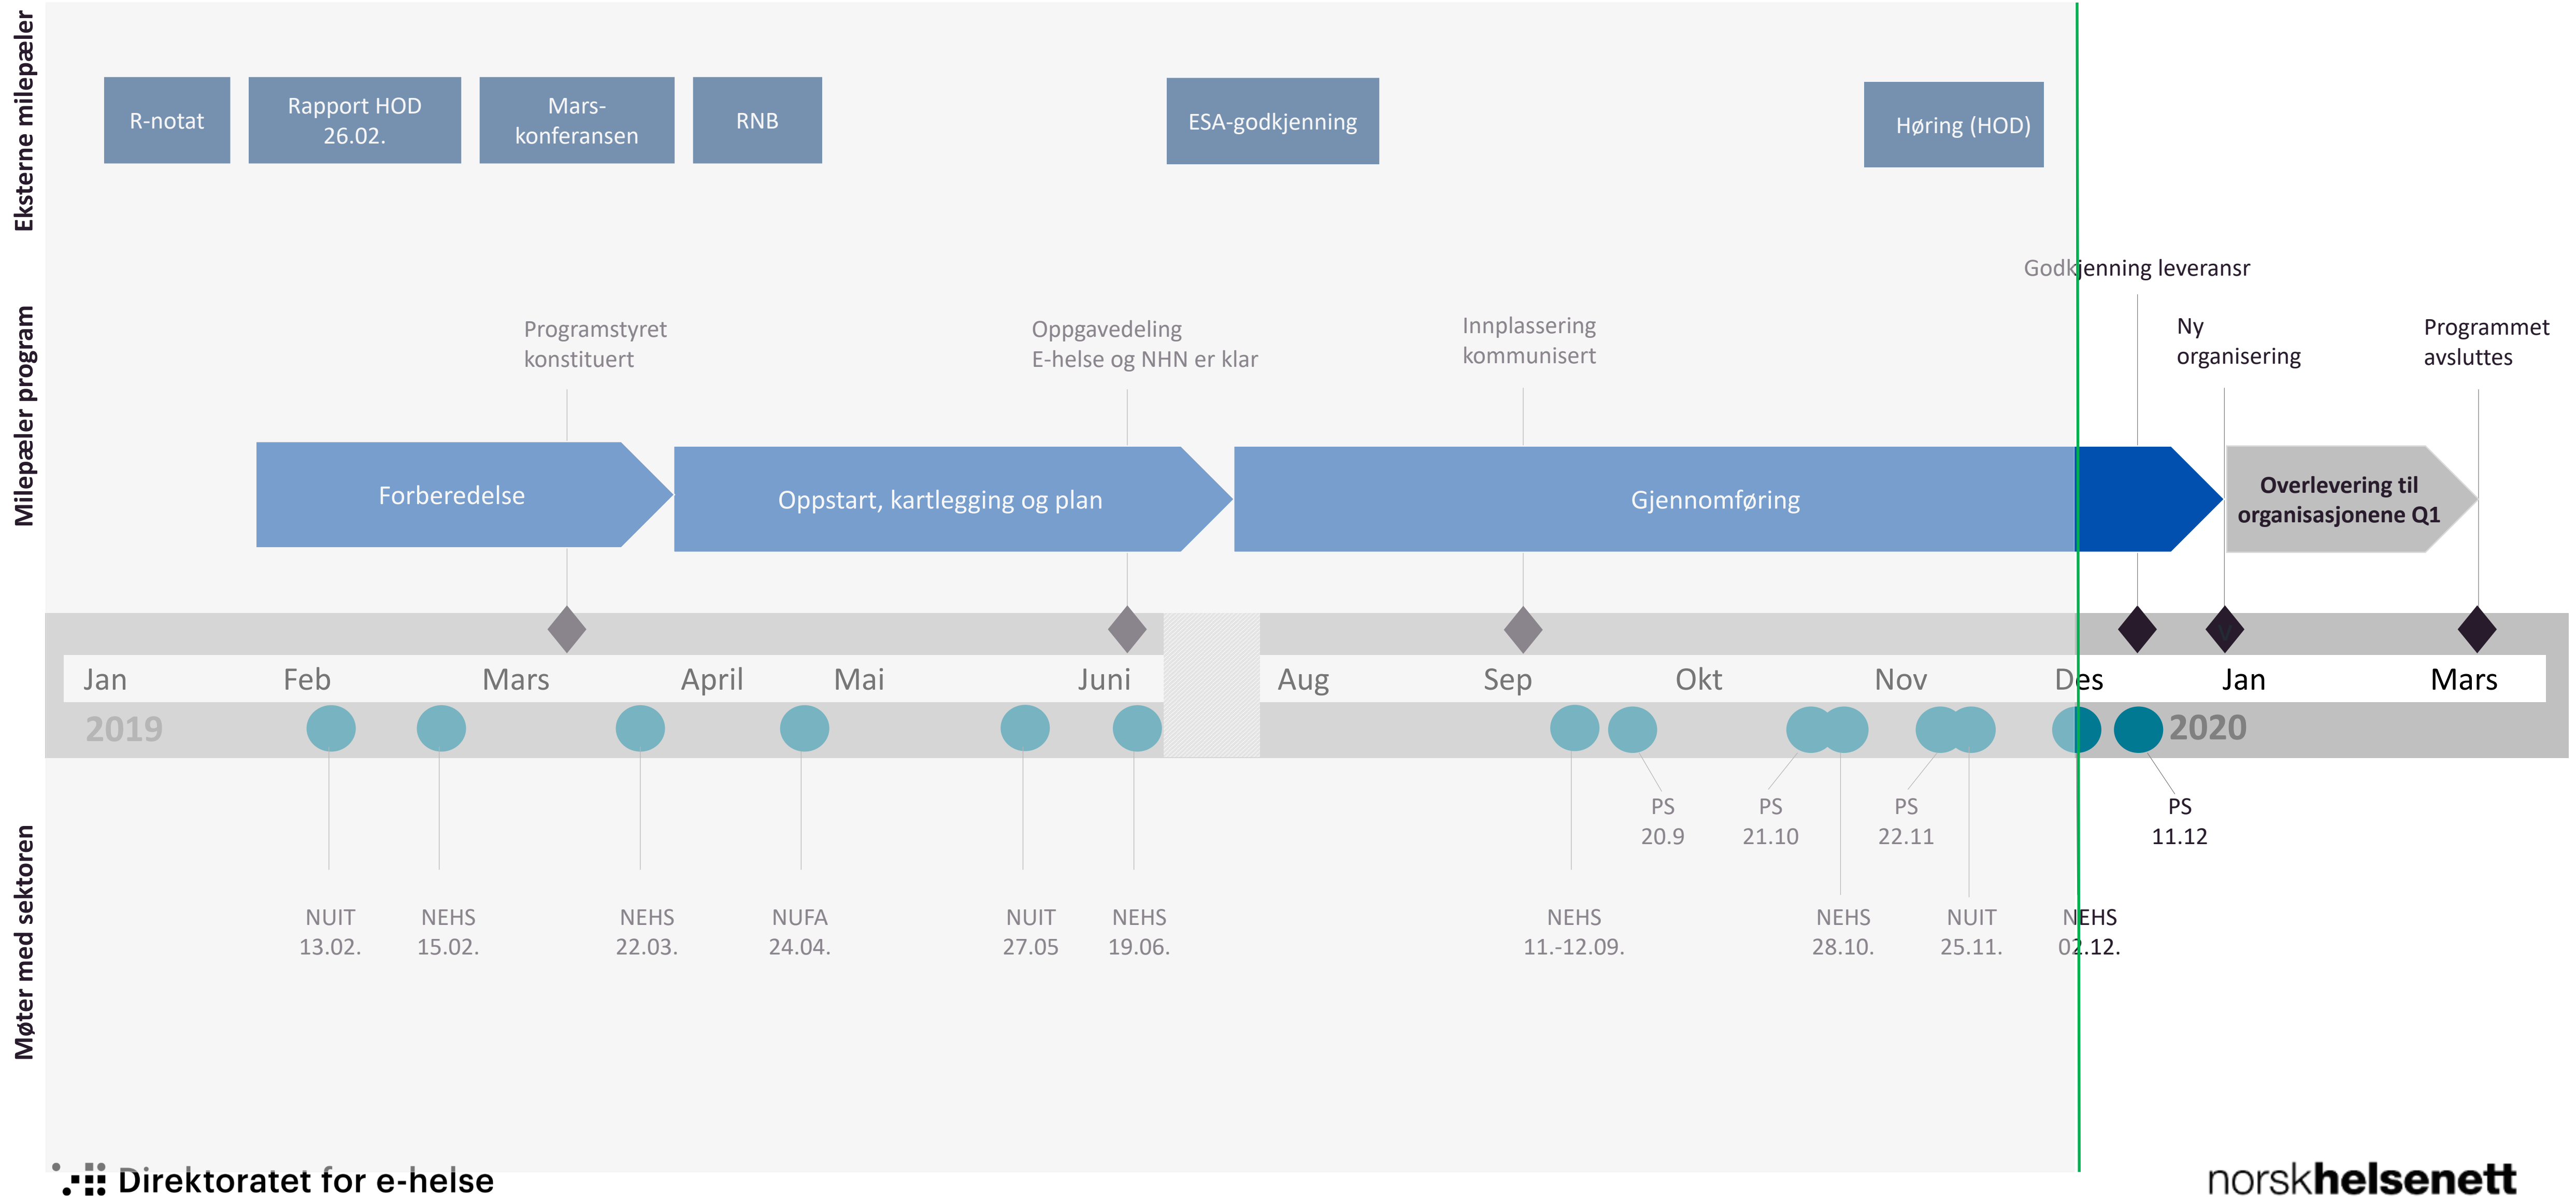 Eksterne milepæler
R-notat
Rapport HOD
26.02.
Mars-
konferansen
RNB
ESA-godkjenning
Høring (HOD)
Milepæler program
Godkjenning leveransr
Programstyret
konstituert
Oppgavedeling
E-helse og NHN er klar
Innplassering
kommunisert
Ny
organisering
Programmet
avsluttes
Forberedelse
Oppstart, kartlegging og plan
Gjennomføring
Overlevering til
organisasjonene Q1
Jan Feb Mars April Mai Juni Aug Sep Okt Nov Des Jan Mars
2019
2020
Møter med sektoren
PS
20.9
PS
21.10
PS
22.11
PS
11.12
NUIT
13.02.
NEHS
15.02.
NEHS
22.03.
NUFA
24.04.
NUIT
27.05
NEHS
19.06.
NEHS
11.-12.09.
NEHS
28.10.
NUIT
25.11.
NEHS
02.12.
Direktoratet for e-helse
norskhelsenett